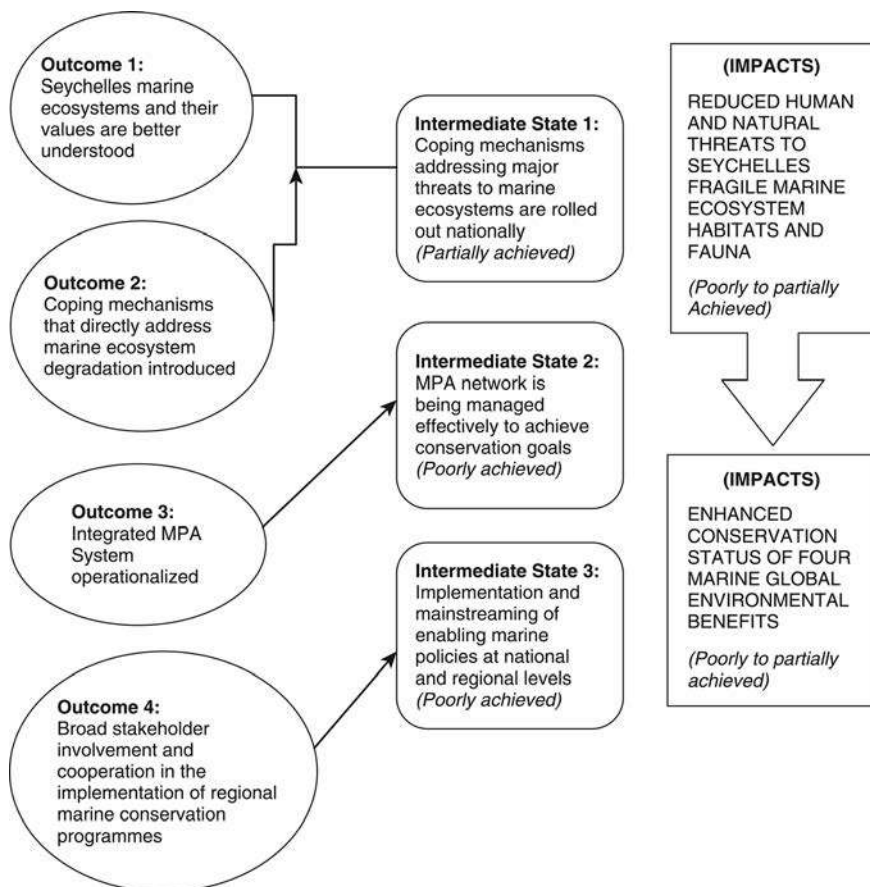 Outcome 1:
Seychelles marine
ecosystems and their
values are better
understood
Outcome 2:
Coping mechanisms
that directly address
marine ecosystem
degradation introduced
Outcome 3:
Integrated MPA
System
operationalized
Outcome 4:
Broad stakeholder
involvement and
cooperation in the
implementation of regional
marine conservation
programmes
Intermediate State 1:
Coping mechanisms
addressing major
threats to marine
ecosystems are rolled
out nationally
(Partially achieved)
Intermediate State 2:
MPA network is
being managed
effectively to achieve
conservation goals
(Poorly achieved)
Intermediate State 3:
Implementation and
mainstreaming of
enabling marine
policies at national
and regional levels
(Poorly achieved)
(IMPACTS)
REDUCED HUMAN
AND NATURAL
THREATS TO
SEYCHELLES
FRAGILE MARINE
ECOSYSTEM
HABITATS AND
FAUNA
(Poorly to partially
Achieved)
(IMPACTS)
ENHANCED
CONSERVATION
STATUS OF FOUR
MARINE GLOBAL
ENVIRONMENTAL
BENEFITS
(Poorly to partially
achieved)